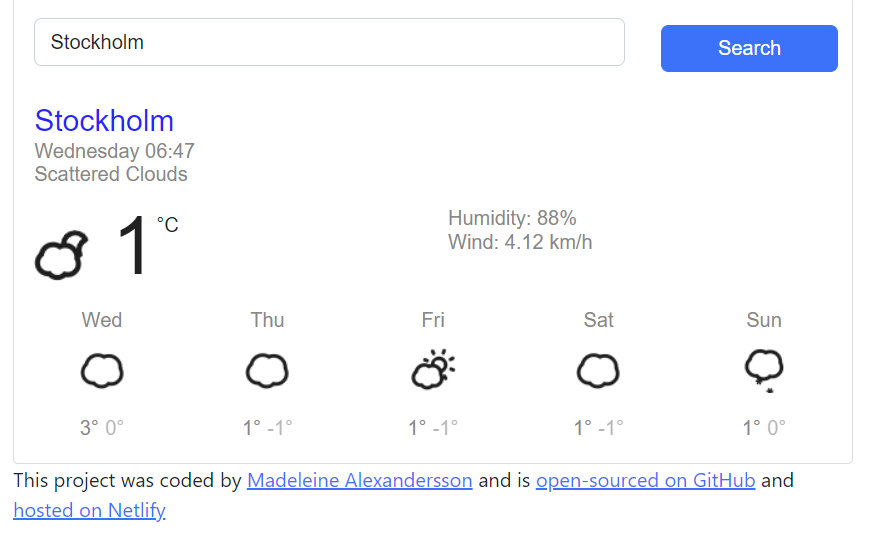 Stockholm
Search
Stockholm
Wednesday 06:47
Scattered Clouds
1 °C
Humidity: 88%
Wind: 4.12 km/h
Wed Thu Fri Sat Sun
3° 0° 1° -1° 1° -1° 1° -1° 1° 0°
This project was coded by Madeleine Alexandersson and is open-sourced on GitHub and
hosted on Netlify